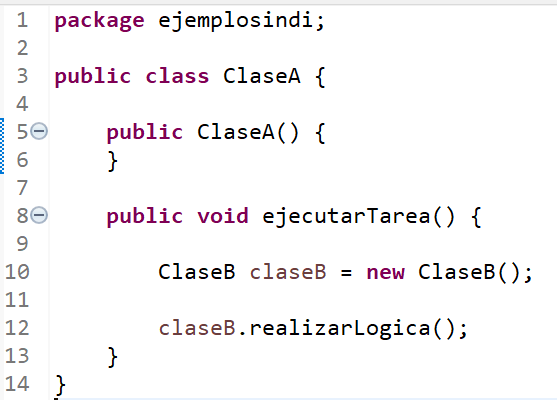 1 package ejemplosindi;
2
3 public class ClaseA {
4
5 public ClaseA() {
6 }
7
8 public void ejecutarTarea() {
9
10 ClaseB claseB = new ClaseB();
11
12 claseB.realizarLogica();
13 }
14 }